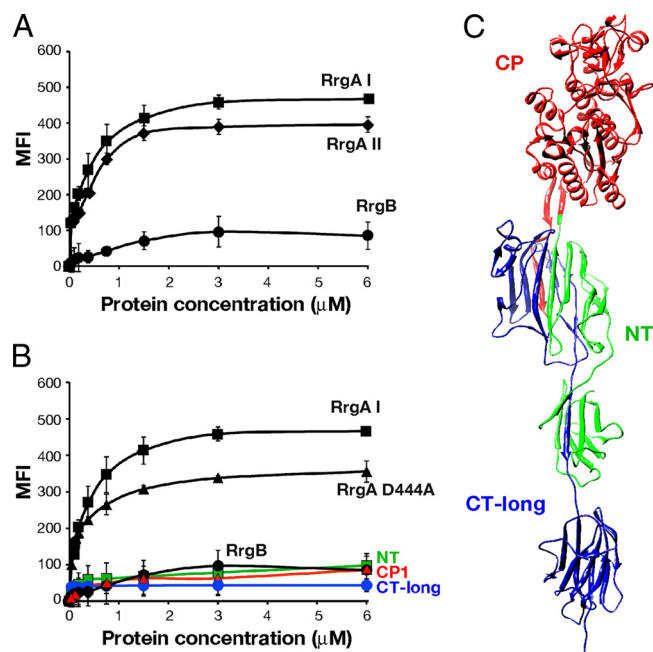 A
600
500
400
300
200
100
0
MFI
RrgA I
RrgA II
RrgB
0 1 2 3 4 5 6
Protein concentration (μM)
B
600
500
400
300
200
100
0
MFI
RrgA I
RrgA D444A
RrgB
NT
CP1
CT-long
0 1 2 3 4 5 6
Protein concentration (μM)
C
CP
NT
CT-long